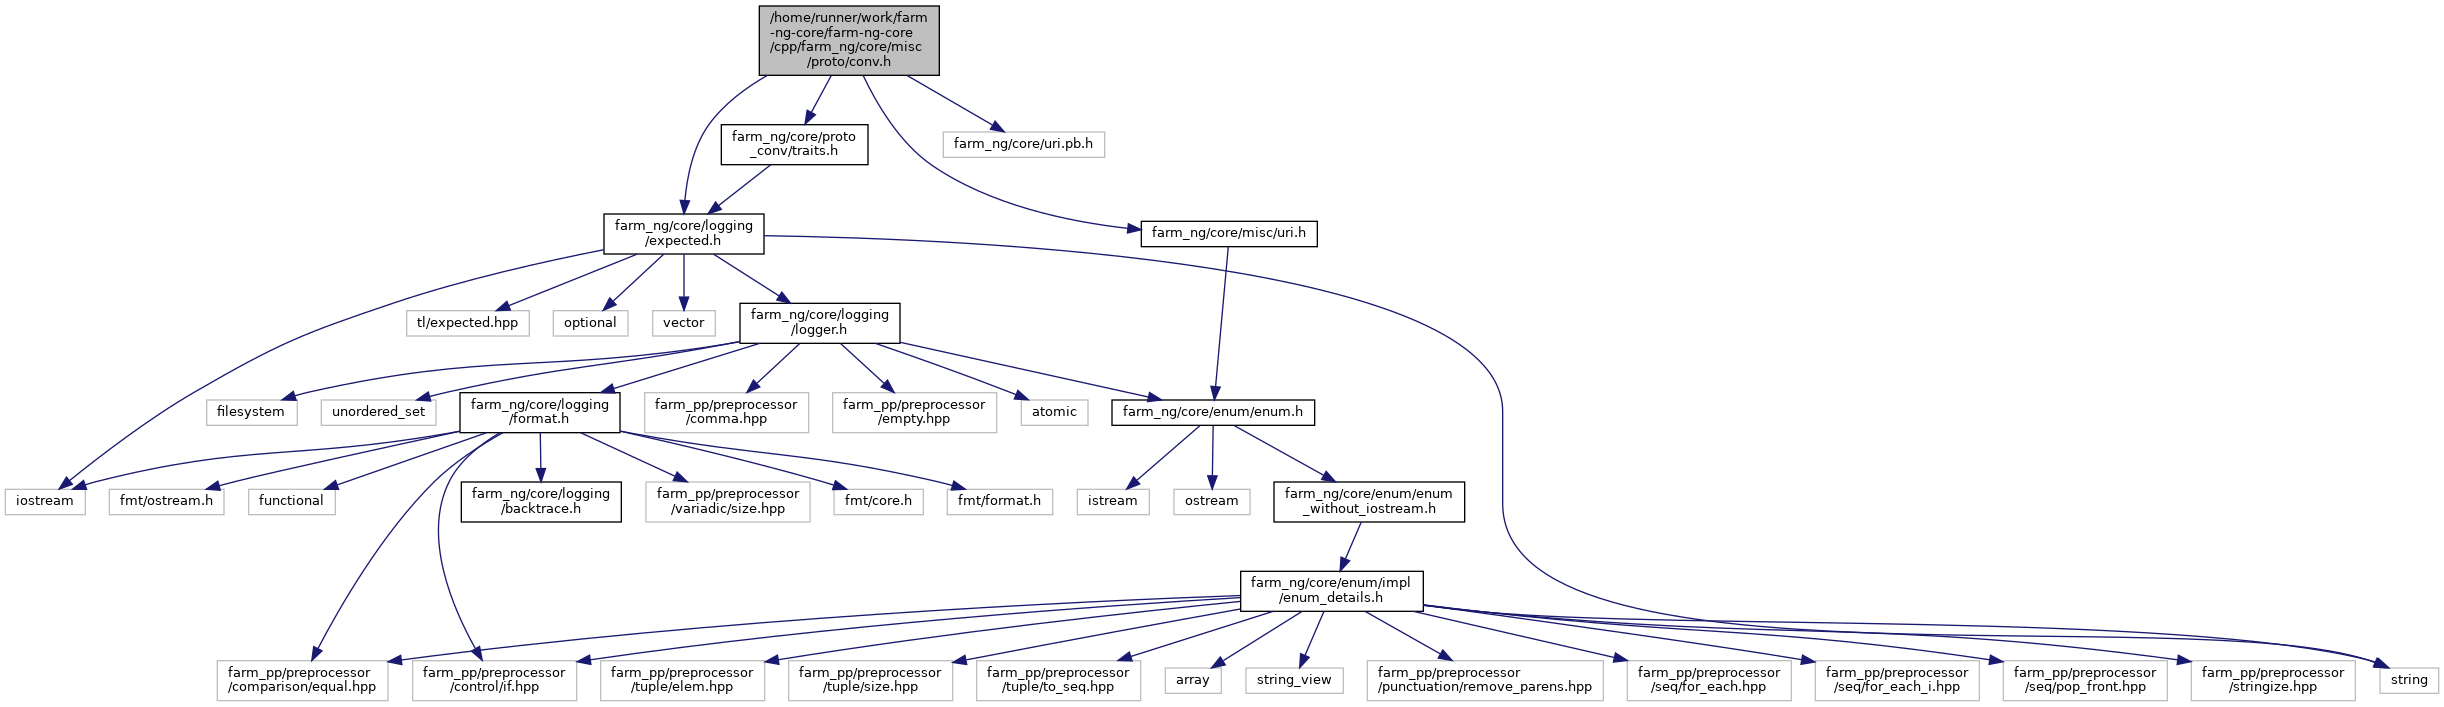 /home/runner/work/farm
-ng-core/farm-ng-core
/cpp/farm_ng/core/misc
/proto/conv.h
farm_ng/core/proto
_conv/traits.h
farm_ng/core/uri.pb.h
farm_ng/core/logging
/expected.h
farm_ng/core/misc/uri.h
tl/expected.hpp
optional
vector
farm_ng/core/logging
/logger.h
filesystem
unordered_set
farm_ng/core/logging
/format.h
farm_pp/preprocessor
/comma.hpp
farm_pp/preprocessor
/empty.hpp
atomic
farm_ng/core/enum/enum.h
iostream
fmt/ostream.h
functional
farm_ng/core/logging
/backtrace.h
farm_pp/preprocessor
/variadic/size.hpp
fmt/core.h
fmt/format.h
istream
ostream
farm_ng/core/enum/enum
_without_iostream.h
farm_ng/core/enum/impl
/enum_details.h
farm_pp/preprocessor
/comparison/equal.hpp
farm_pp/preprocessor
/control/if.hpp
farm_pp/preprocessor
/tuple/elem.hpp
farm_pp/preprocessor
/tuple/size.hpp
farm_pp/preprocessor
/tuple/to_seq.hpp
array
string_view
farm_pp/preprocessor
/punctuation/remove_parens.hpp
farm_pp/preprocessor
/seq/for_each.hpp
farm_pp/preprocessor
/seq/for_each_i.hpp
farm_pp/preprocessor
/seq/pop_front.hpp
farm_pp/preprocessor
/stringize.hpp
string